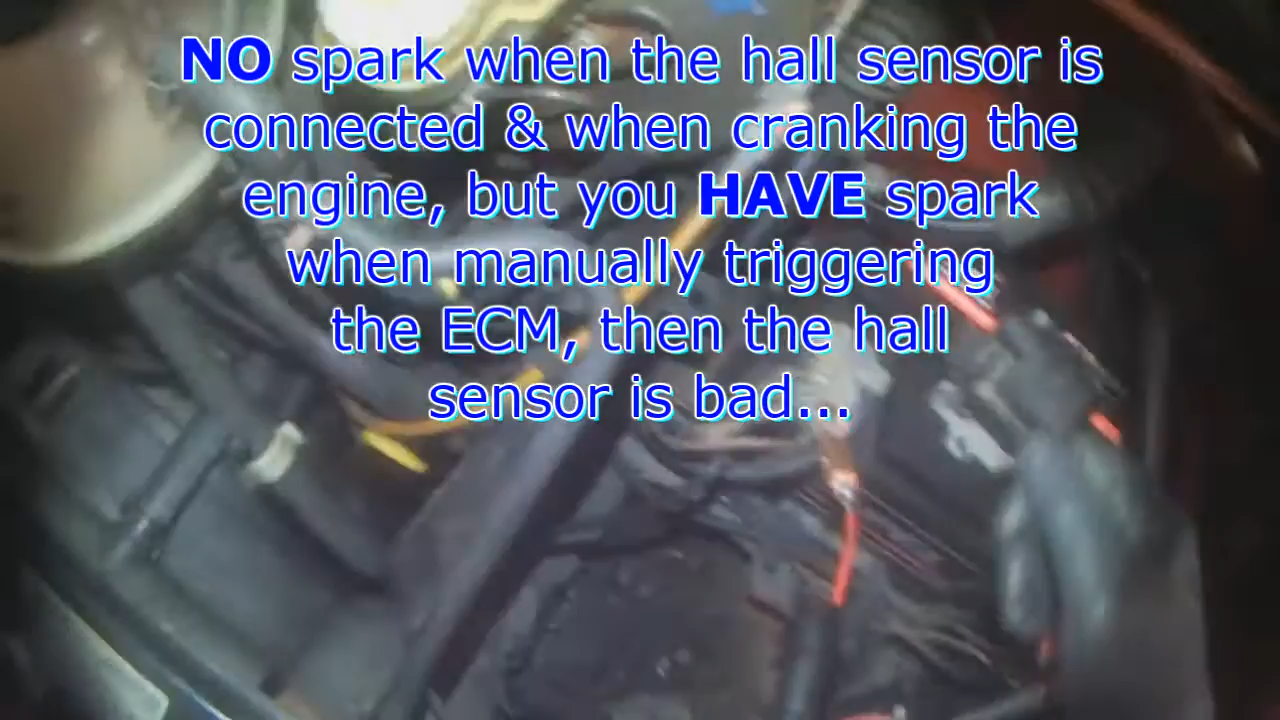 NO spark when the hall sensor is
connected & when cranking the
engine, but you HAVE spark
when manually triggering
the ECM, then the hall
sensor is bad...